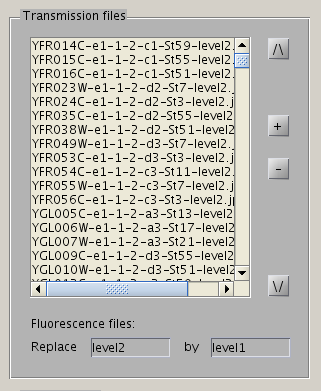 Transmission files
YFR014C-e1-1-2-c1-St59-level2.
YFR015C-e1-1-2-c1-St55-level2.
YFR016C-e1-1-2-c1-St51-level2.
YFR023W-e1-1-2-d2-St7-level2.
YFR024C-e1-1-2-d2-St3-level2.j
YFR035C-e1-1-2-d2-St55-level2
YFR038W-e1-1-2-d2-St51-level2
YFR049W-e1-1-2-d3-St7-level2.
YFR053C-e1-1-2-d3-St3-level2.j
YFR054C-e1-1-2-c3-St11-level2
YFR055W-e1-1-2-c3-St7-level2.
YFR056C-e1-1-2-c3-St3-level2.j
YGL005C-e1-1-2-a3-St13-level2
YGL006W-e1-1-2-a3-St17-level2
YGL007W-e1-1-2-a3-St21-level2
YGL009C-e1-1-2-d3-St55-level2
YGL010W-e1-1-2-d3-St51-level2
/\
+
-
\/
Fluorescence files:
Replace level2 by level1